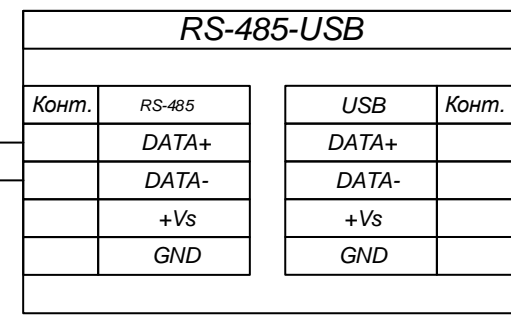 RS-485-USB
Конт. RS-485 USB Конт.
DATA+ DATA+
DATA- DATA-
+Vs +Vs
GND GND